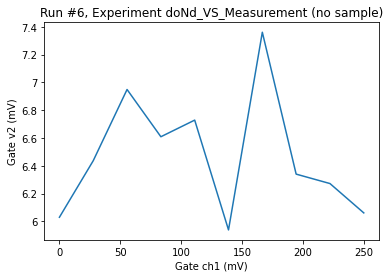 Run #6, Experiment doNd_VS_Measurement (no sample)
7.4
7.2
7
6.8
6.6
6.4
6.2
6
Gate v2 (mV)
0 50 100 150 200 250
Gate ch1 (mV)